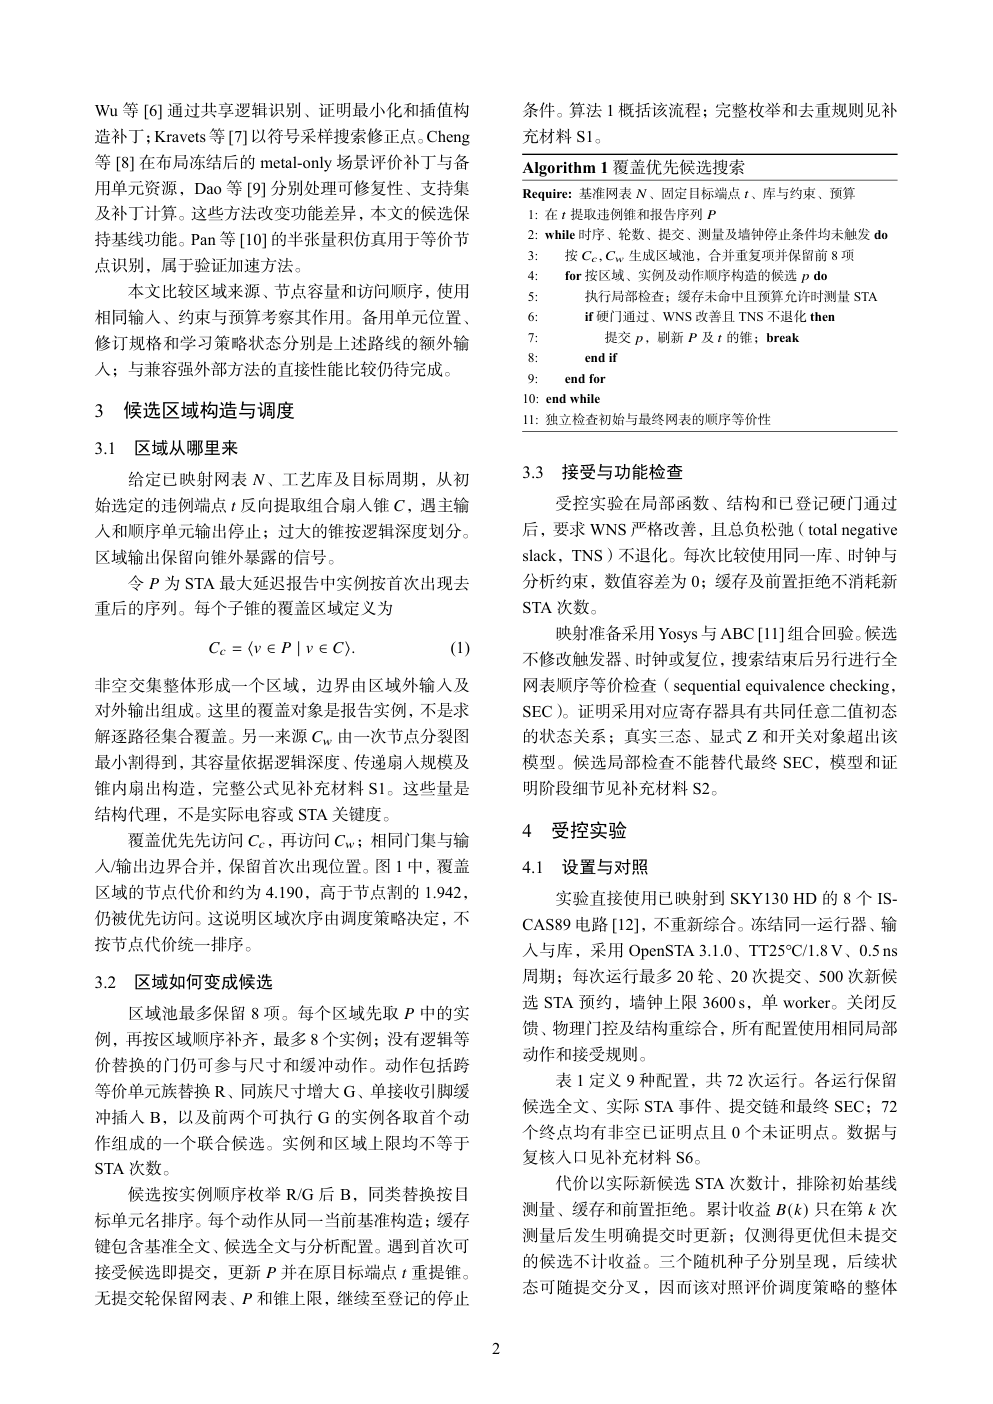 Wu 等 [6] 通过共享逻辑识别、证明最小化和插值构
造补丁；Kravets 等 [7] 以符号采样搜索修正点。Cheng
等 [8] 在布局冻结后的 metal-only 场景评价补丁与备
用单元资源，Dao 等 [9] 分别处理可修复性、支持集
及补丁计算。这些方法改变功能差异，本文的候选保
持基线功能。Pan 等 [10] 的半张量积仿真用于等价节
点识别，属于验证加速方法。
本文比较区域来源、节点容量和访问顺序，使用
相同输入、约束与预算考察其作用。备用单元位置、
修订规格和学习策略状态分别是上述路线的额外输
入；与兼容强外部方法的直接性能比较仍待完成。
3 候选区域构造与调度
3.1 区域从哪里来
给定已映射网表 N、工艺库及目标周期，从初
始选定的违例端点 t 反向提取组合扇入锥 C，遇主输
入和顺序单元输出停止；过大的锥按逻辑深度划分。
区域输出保留向锥外暴露的信号。
令 P 为 STA 最大延迟报告中实例按首次出现去
重后的序列。每个子锥的覆盖区域定义为
C_c = ⟨v ∈ P | v ∈ C⟩. (1)
非空交集整体形成一个区域，边界由区域外输入及
对外输出组成。这里的覆盖对象是报告实例，不是求
解逐路径集合覆盖。另一来源 C_w 由一次节点分裂图
最小割得到，其容量依据逻辑深度、传递扇入规模及
锥内扇出构造，完整公式见补充材料 S1。这些量是
结构代理，不是实际电容或 STA 关键度。
覆盖优先先访问 C_c，再访问 C_w；相同门集与输
入/输出边界合并，保留首次出现位置。图 1 中，覆盖
区域的节点代价和约为 4.190，高于节点割的 1.942，
仍被优先访问。这说明区域次序由调度策略决定，不
按节点代价统一排序。
3.2 区域如何变成候选
区域池最多保留 8 项。每个区域先取 P 中的实
例，再按区域顺序补齐，最多 8 个实例；没有逻辑等
价替换的门仍可参与尺寸和缓冲动作。动作包括跨
等价单元族替换 R、同族尺寸增大 G、单接收引脚缓
冲插入 B，以及前两个可执行 G 的实例各取首个动
作组成的一个联合候选。实例和区域上限均不等于
STA 次数。
候选按实例顺序枚举 R/G 后 B，同类替换按目
标单元名排序。每个动作从同一当前基准构造；缓存
键包含基准全文、候选全文与分析配置。遇到首次可
接受候选即提交，更新 P 并在原目标端点 t 重提锥。
无提交轮保留网表、P 和锥上限，继续至登记的停止
条件。算法 1 概括该流程；完整枚举和去重规则见补
充材料 S1。
Algorithm 1 覆盖优先候选搜索
Require: 基准网表 N、固定目标端点 t、库与约束、预算
1: 在 t 提取违例锥和报告序列 P
2: while 时序、轮数、提交、测量及墙钟停止条件均未触发 do
3: 按 C_c, C_w 生成区域池，合并重复项并保留前 8 项
4: for 按区域、实例及动作顺序构造的候选 p do
5: 执行局部检查；缓存未命中且预算允许时测量 STA
6: if 硬门通过、WNS 改善且 TNS 不退化 then
7: 提交 p，刷新 P 及 t 的锥；break
8: end if
9: end for
10: end while
11: 独立检查初始与最终网表的顺序等价性
3.3 接受与功能检查
受控实验在局部函数、结构和已登记硬门通过
后，要求 WNS 严格改善，且总负松弛（total negative
slack，TNS）不退化。每次比较使用同一库、时钟与
分析约束，数值容差为 0；缓存及前置拒绝不消耗新
STA 次数。
映射准备采用 Yosys 与 ABC [11] 组合回验。候选
不修改触发器、时钟或复位，搜索结束后另行进行全
网表顺序等价检查（sequential equivalence checking，
SEC）。证明采用对应寄存器具有共同任意二值初态
的状态关系；真实三态、显式 Z 和开关对象超出该
模型。候选局部检查不能替代最终 SEC，模型和证
明阶段细节见补充材料 S2。
4 受控实验
4.1 设置与对照
实验直接使用已映射到 SKY130 HD 的 8 个 IS-
CAS89 电路 [12]，不重新综合。冻结同一运行器、输
入与库，采用 OpenSTA 3.1.0、TT25℃/1.8 V、0.5 ns
周期；每次运行最多 20 轮、20 次提交、500 次新候
选 STA 预约，墙钟上限 3600 s，单 worker。关闭反
馈、物理门控及结构重综合，所有配置使用相同局部
动作和接受规则。
表 1 定义 9 种配置，共 72 次运行。各运行保留
候选全文、实际 STA 事件、提交链和最终 SEC；72
个终点均有非空已证明点且 0 个未证明点。数据与
复核入口见补充材料 S6。
代价以实际新候选 STA 次数计，排除初始基线
测量、缓存和前置拒绝。累计收益 B(k) 只在第 k 次
测量后发生明确提交时更新；仅测得更优但未提交
的候选不计收益。三个随机种子分别呈现，后续状
态可随提交分叉，因而该对照评价调度策略的整体
2